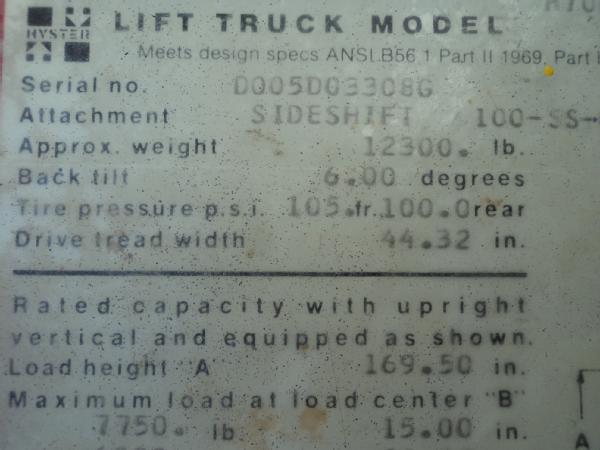 HYSTER
LIFT TRUCK MODEL
Meets design specs ANSI.B56 1 Part II 1969. Part
Serial no. D005D03308G
Attachment SIDESHIFT 100-SS-
Approx. weight 12300. lb.
Back tilt 6.00 degrees
Tire pressure p.s.i. 105.fr.100.0rear
Drive tread width 44.32 in.
Rated capacity with upright
vertical and equipped as shown.
Load height "A" 169.50 in.
Maximum load at load center "B"
7750. lb. 15.00 in.
A